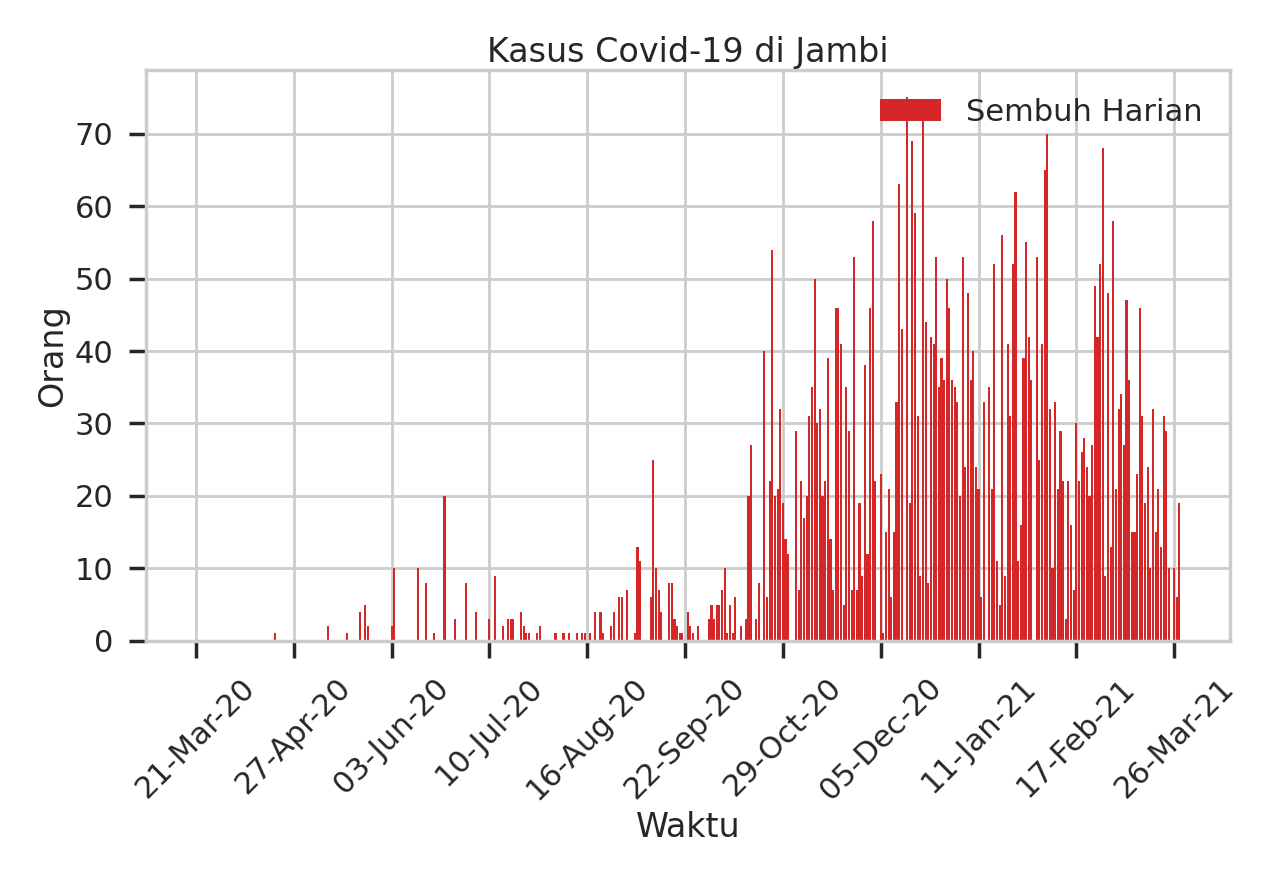 Kasus Covid-19 di Jambi
Sembuh Harian
Orang
70
60
50
40
30
20
10
0
21-Mar-20
27-Apr-20
03-Jun-20
10-Jul-20
16-Aug-20
22-Sep-20
29-Oct-20
05-Dec-20
11-Jan-21
17-Feb-21
26-Mar-21
Waktu